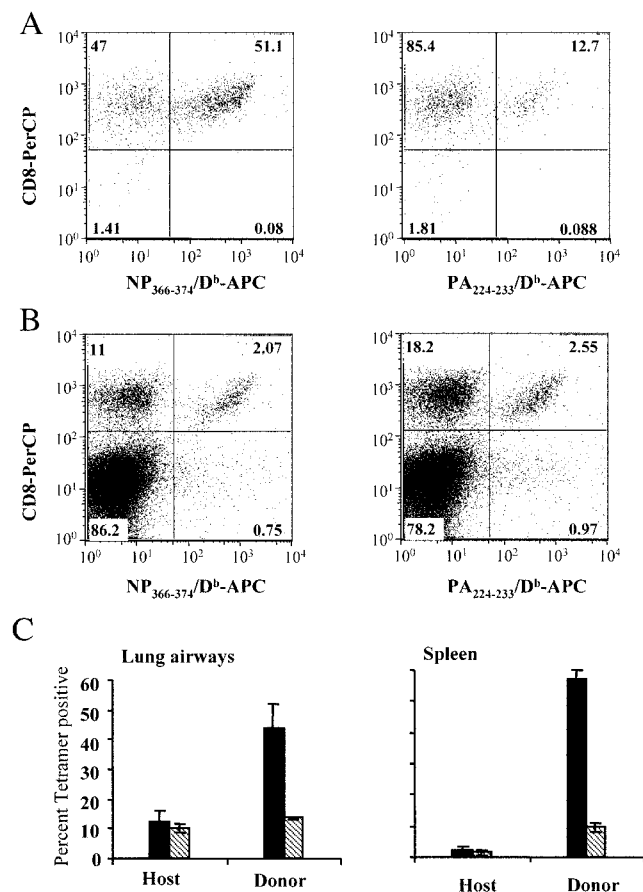 A
47 51.1 85.4 12.7
CD8-PerCP
10⁴
10³
10²
10¹
10⁰
1.41 0.08 1.81 0.088
10⁴
10³
10²
10¹
10⁰
10⁰ 10¹ 10² 10³ 10⁴ 10⁰ 10¹ 10² 10³ 10⁴
NP₃₆₆₋₃₇₄/Dᵇ-APC PA₂₂₄₋₂₃₃/Dᵇ-APC
B
11 2.07 18.2 2.55
CD8-PerCP
10⁴
10³
10²
10¹
10⁰
86.2 0.75 78.2 0.97
10⁴
10³
10²
10¹
10⁰
10⁰ 10¹ 10² 10³ 10⁴ 10⁰ 10¹ 10² 10³ 10⁴
NP₃₆₆₋₃₇₄/Dᵇ-APC PA₂₂₄₋₂₃₃/Dᵇ-APC
C
Lung airways Spleen
Percent Tetramer positive
60
50
40
30
20
10
0
Host Donor Host Donor